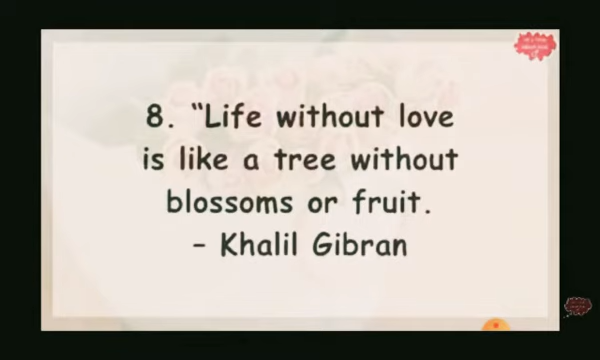 8. “Life without love
is like a tree without
blossoms or fruit.
- Khalil Gibran